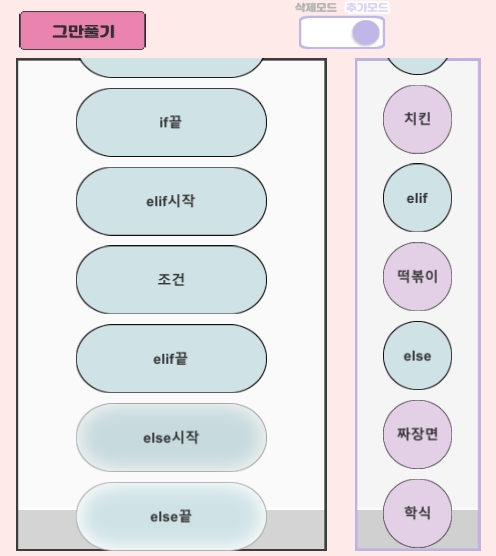 그만풀기
삭제모드 추가모드
if끝
elif시작
조건
elif끝
else시작
else끝
치킨
elif
떡볶이
else
짜장면
학식